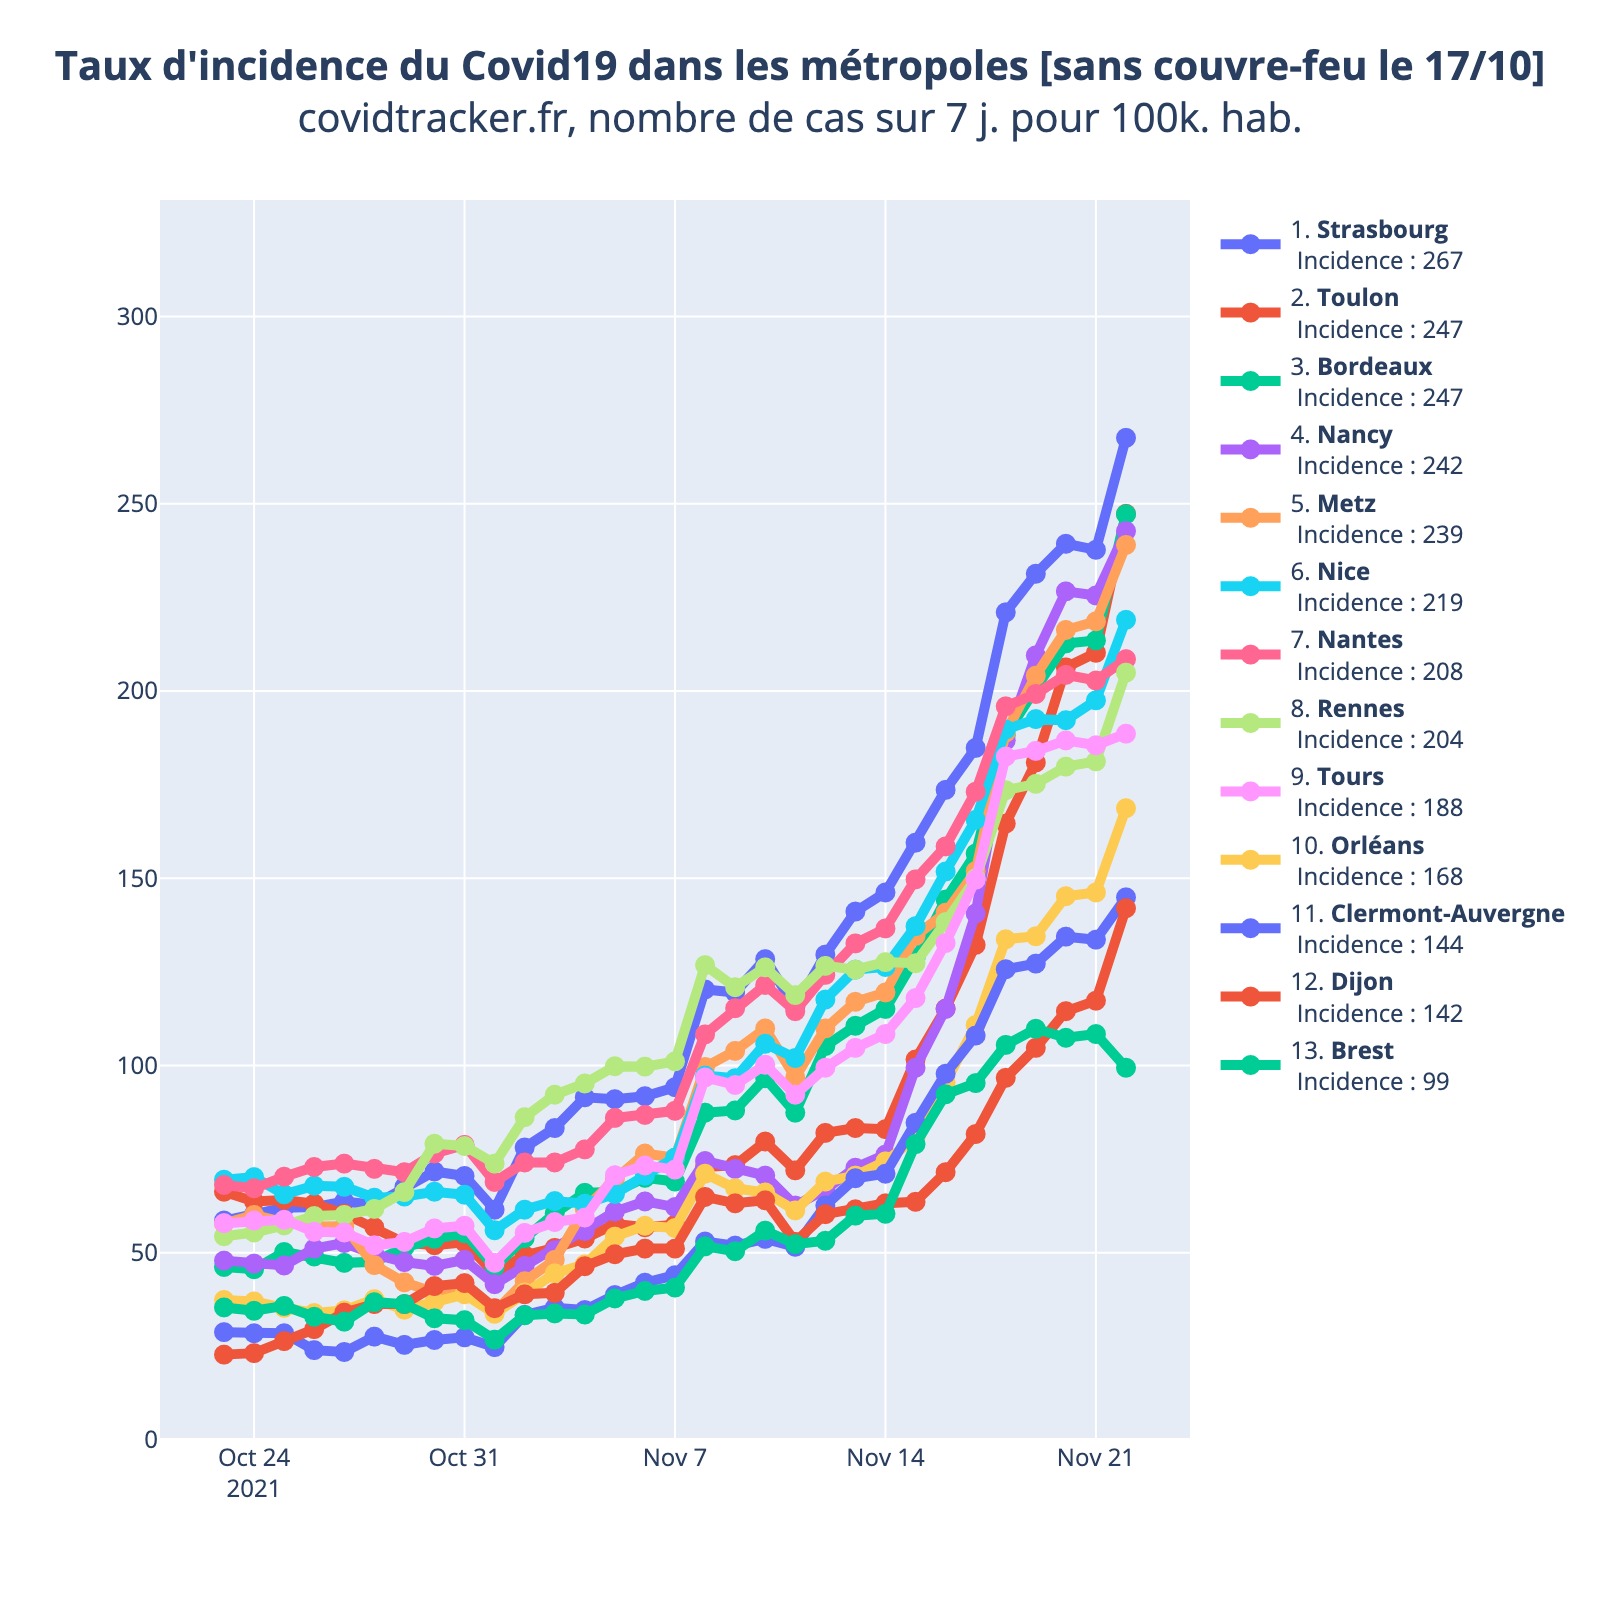 Taux d'incidence du Covid19 dans les métropoles [sans couvre-feu le 17/10]
covidtracker.fr, nombre de cas sur 7 j. pour 100k. hab.
300
250
200
150
100
50
0
Oct 24
2021
Oct 31
Nov 7
Nov 14
Nov 21
1. Strasbourg
Incidence : 267
2. Toulon
Incidence : 247
3. Bordeaux
Incidence : 247
4. Nancy
Incidence : 242
5. Metz
Incidence : 239
6. Nice
Incidence : 219
7. Nantes
Incidence : 208
8. Rennes
Incidence : 204
9. Tours
Incidence : 188
10. Orléans
Incidence : 168
11. Clermont-Auvergne
Incidence : 144
12. Dijon
Incidence : 142
13. Brest
Incidence : 99